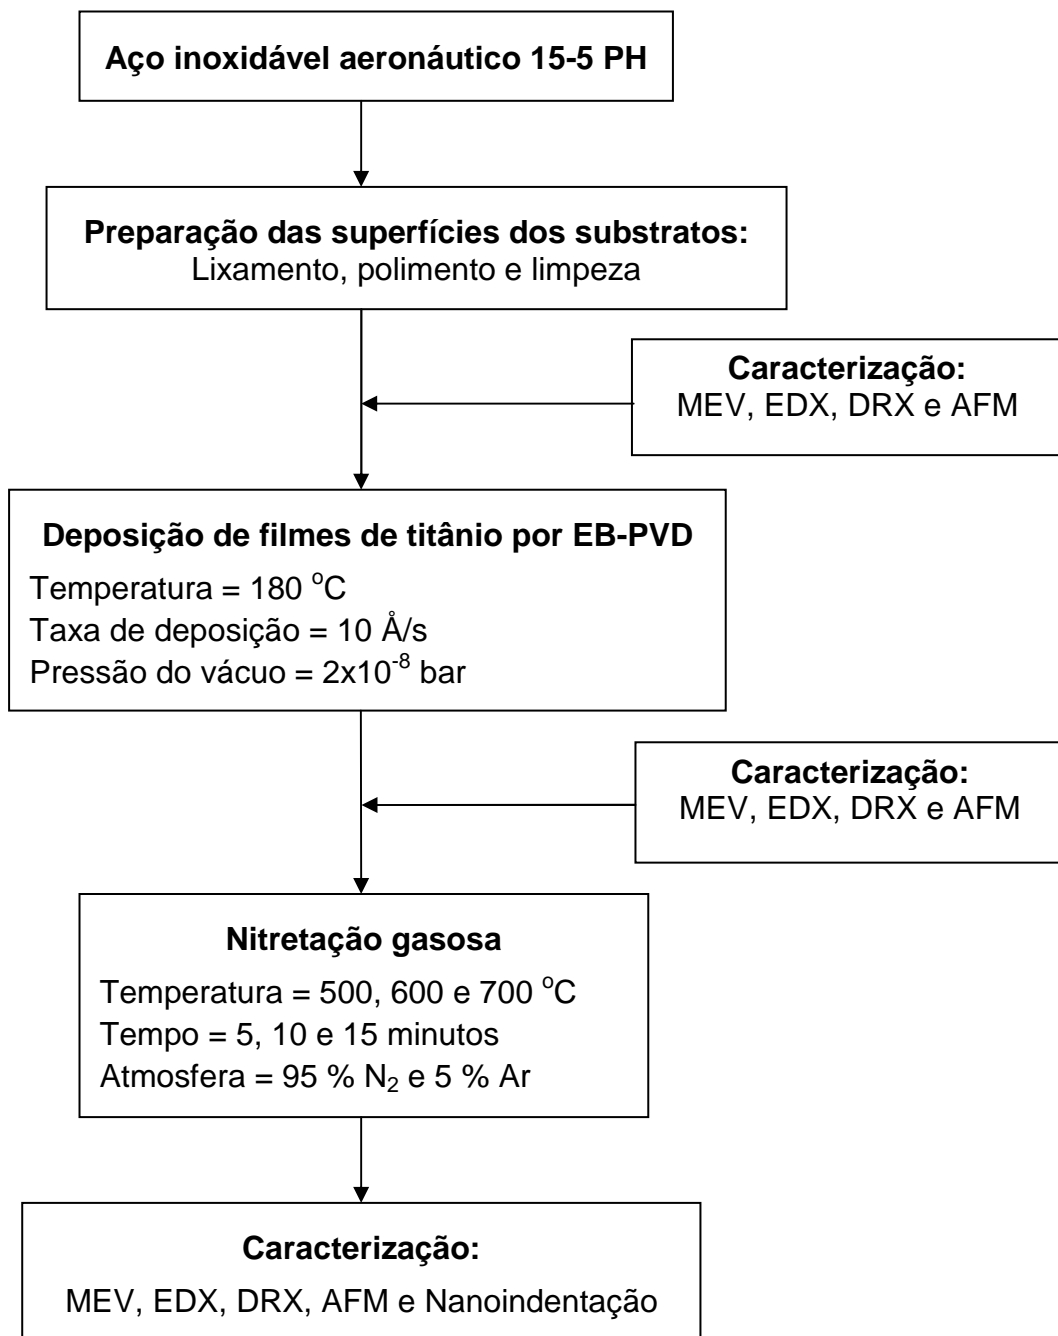 Aço inoxidável aeronáutico 15-5 PH
Preparação das superfícies dos substratos:
Lixamento, polimento e limpeza
Caracterização:
MEV, EDX, DRX e AFM
Deposição de filmes de titânio por EB-PVD
Temperatura = 180 °C
Taxa de deposição = 10 Å/s
Pressão do vácuo = 2x10⁻⁸ bar
Caracterização:
MEV, EDX, DRX e AFM
Nitretação gasosa
Temperatura = 500, 600 e 700 °C
Tempo = 5, 10 e 15 minutos
Atmosfera = 95 % N₂ e 5 % Ar
Caracterização:
MEV, EDX, DRX, AFM e Nanoindentação